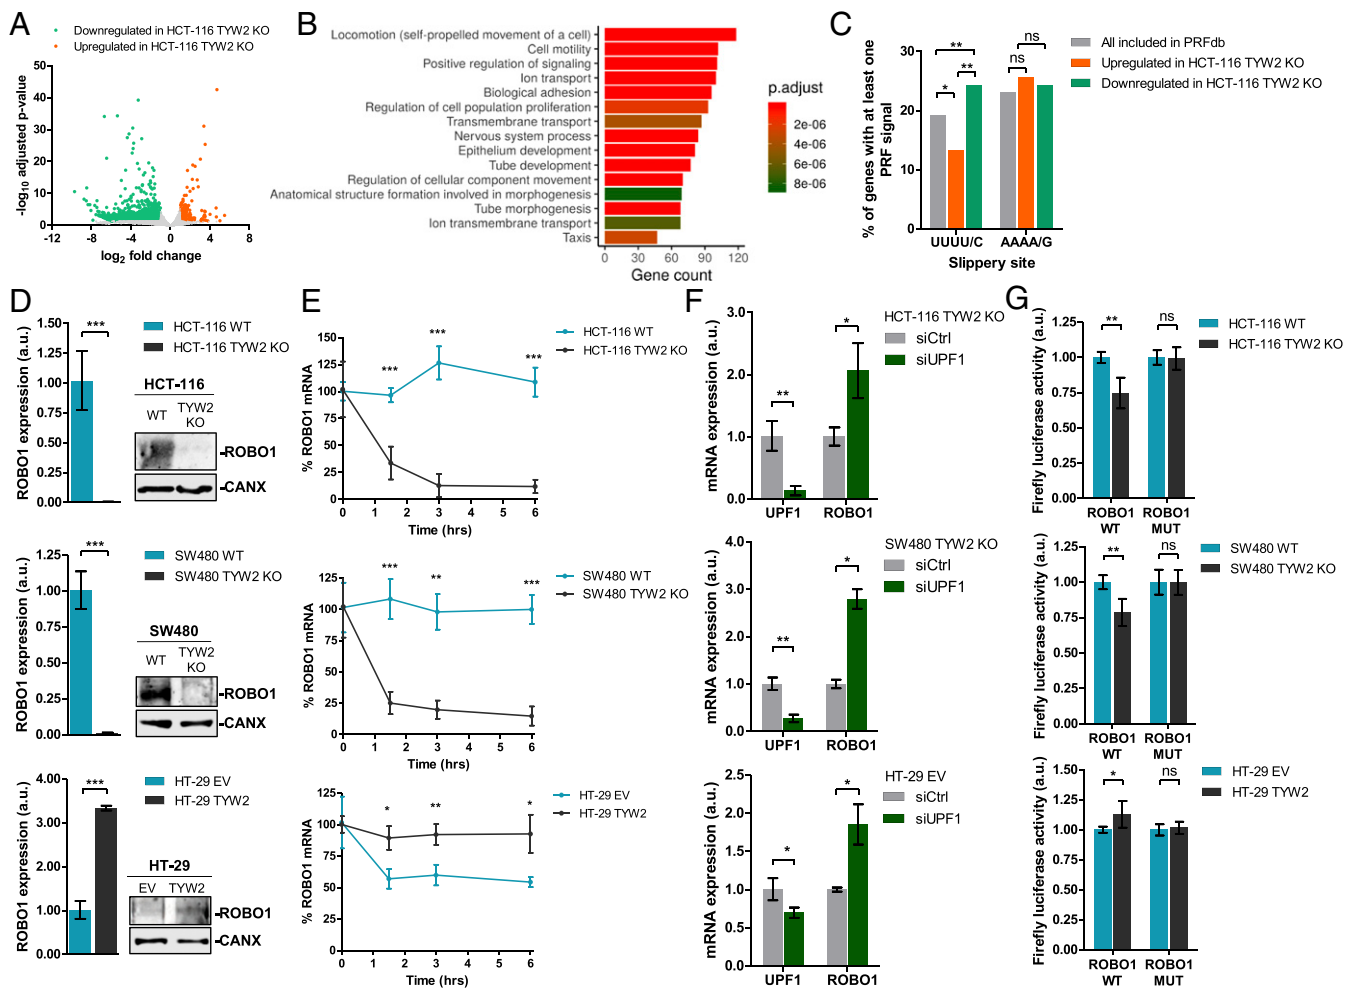 A
Downregulated in HCT-116 TYW2 KO
Upregulated in HCT-116 TYW2 KO
-log10 adjusted p-value
50
40
30
20
10
0
-12 -8 -4 0 4 8
log2 fold change
B
Locomotion (self-propelled movement of a cell)
Cell motility
Positive regulation of signaling
Ion transport
Biological adhesion
Regulation of cell population proliferation
Transmembrane transport
Nervous system process
Epithelium development
Tube development
Regulation of cellular component movement
Anatomical structure formation involved in morphogenesis
Tube morphogenesis
Ion transmembrane transport
Taxis
0 30 60 90 120
Gene count
p.adjust
2e-06
4e-06
6e-06
8e-06
C
All included in PRFdb
Upregulated in HCT-116 TYW2 KO
Downregulated in HCT-116 TYW2 KO
% of genes with at least one
PRF signal
30
20
10
0
**
**
*
ns
ns
UUUU/C AAAA/G
Slippery site
D
ROBO1 expression (a.u.)
1.50
1.25
1.00
0.75
0.50
0.25
0.00
***
HCT-116 WT
HCT-116 TYW2 KO
HCT-116
WT TYW2
KO
-ROBO1
-CANX
ROBO1 expression (a.u.)
1.25
1.00
0.75
0.50
0.25
0.00
***
SW480 WT
SW480 TYW2 KO
SW480
WT TYW2
KO
-ROBO1
-CANX
ROBO1 expression (a.u.)
4.00
3.00
2.00
1.00
0.00
***
HT-29 EV
HT-29 TYW2
HT-29
EV TYW2
-ROBO1
-CANX
E
% ROBO1 mRNA
150
125
100
75
50
25
0
*** *** ***
HCT-116 WT
HCT-116 TYW2 KO
0 1 2 3 4 5 6
Time (hrs)
% ROBO1 mRNA
125
100
75
50
25
0
*** ** ***
SW480 WT
SW480 TYW2 KO
0 1 2 3 4 5 6
Time (hrs)
% ROBO1 mRNA
125
100
75
50
25
0
* ** *
HT-29 EV
HT-29 TYW2
0 1 2 3 4 5 6
Time (hrs)
F
mRNA expression (a.u.)
3.0
2.0
1.0
0.0
** *
HCT-116 TYW2 KO
siCtrl
siUPF1
UPF1 ROBO1
mRNA expression (a.u.)
4.0
3.0
2.0
1.0
0.0
** *
SW480 TYW2 KO
siCtrl
siUPF1
UPF1 ROBO1
mRNA expression (a.u.)
2.5
2.0
1.5
1.0
0.5
0.0
* *
HT-29 EV
siCtrl
siUPF1
UPF1 ROBO1
G
Firefly luciferase activity (a.u.)
1.25
1.00
0.75
0.50
0.25
0.00
** ns
HCT-116 WT
HCT-116 TYW2 KO
ROBO1 ROBO1
WT MUT
Firefly luciferase activity (a.u.)
1.25
1.00
0.75
0.50
0.25
0.00
** ns
SW480 WT
SW480 TYW2 KO
ROBO1 ROBO1
WT MUT
Firefly luciferase activity (a.u.)
1.50
1.25
1.00
0.75
0.50
0.25
0.00
* ns
HT-29 EV
HT-29 TYW2
ROBO1 ROBO1
WT MUT